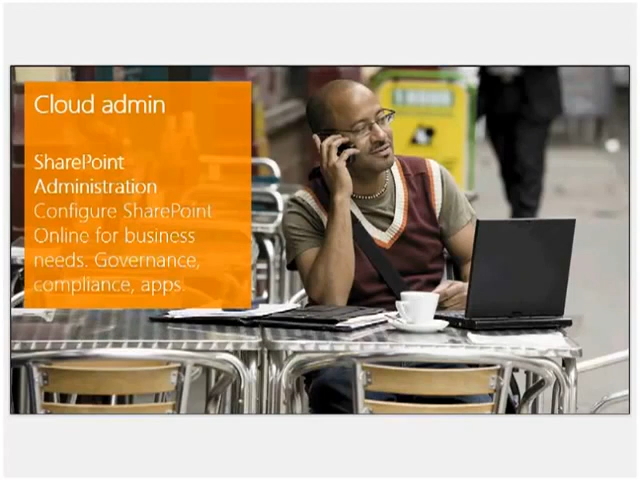 Cloud admin
SharePoint
Administration
Configure SharePoint
Online for business
needs. Governance,
compliance, apps.